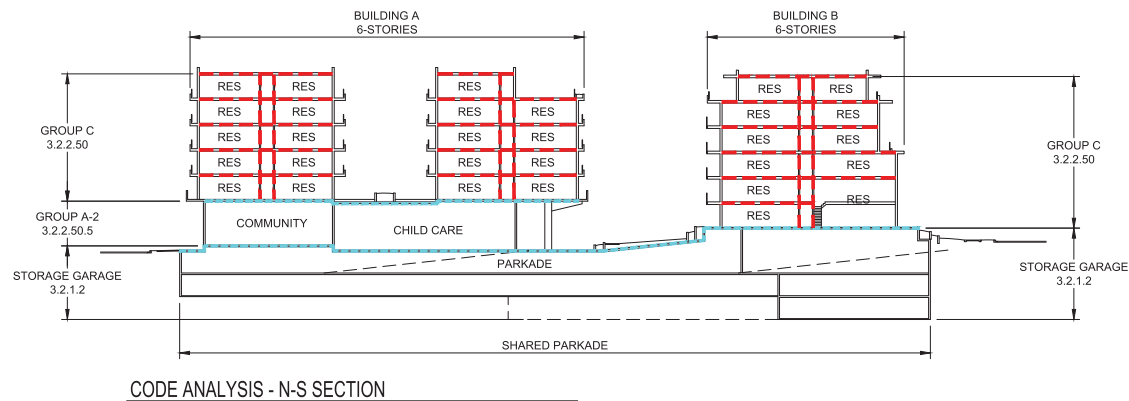 BUILDING A
6-STORIES
BUILDING B
6-STORIES
RES RES RES RES RES
RES RES RES RES RES
RES RES RES RES RES RES
GROUP C
3.2.2.50
GROUP C
3.2.2.50
RES RES RES RES RES RES
RES RES RES RES RES RES
GROUP A-2
3.2.2.50.5
COMMUNITY
CHILD CARE
RES
PARKADE
STORAGE GARAGE
3.2.1.2
STORAGE GARAGE
3.2.1.2
SHARED PARKADE
CODE ANALYSIS - N-S SECTION